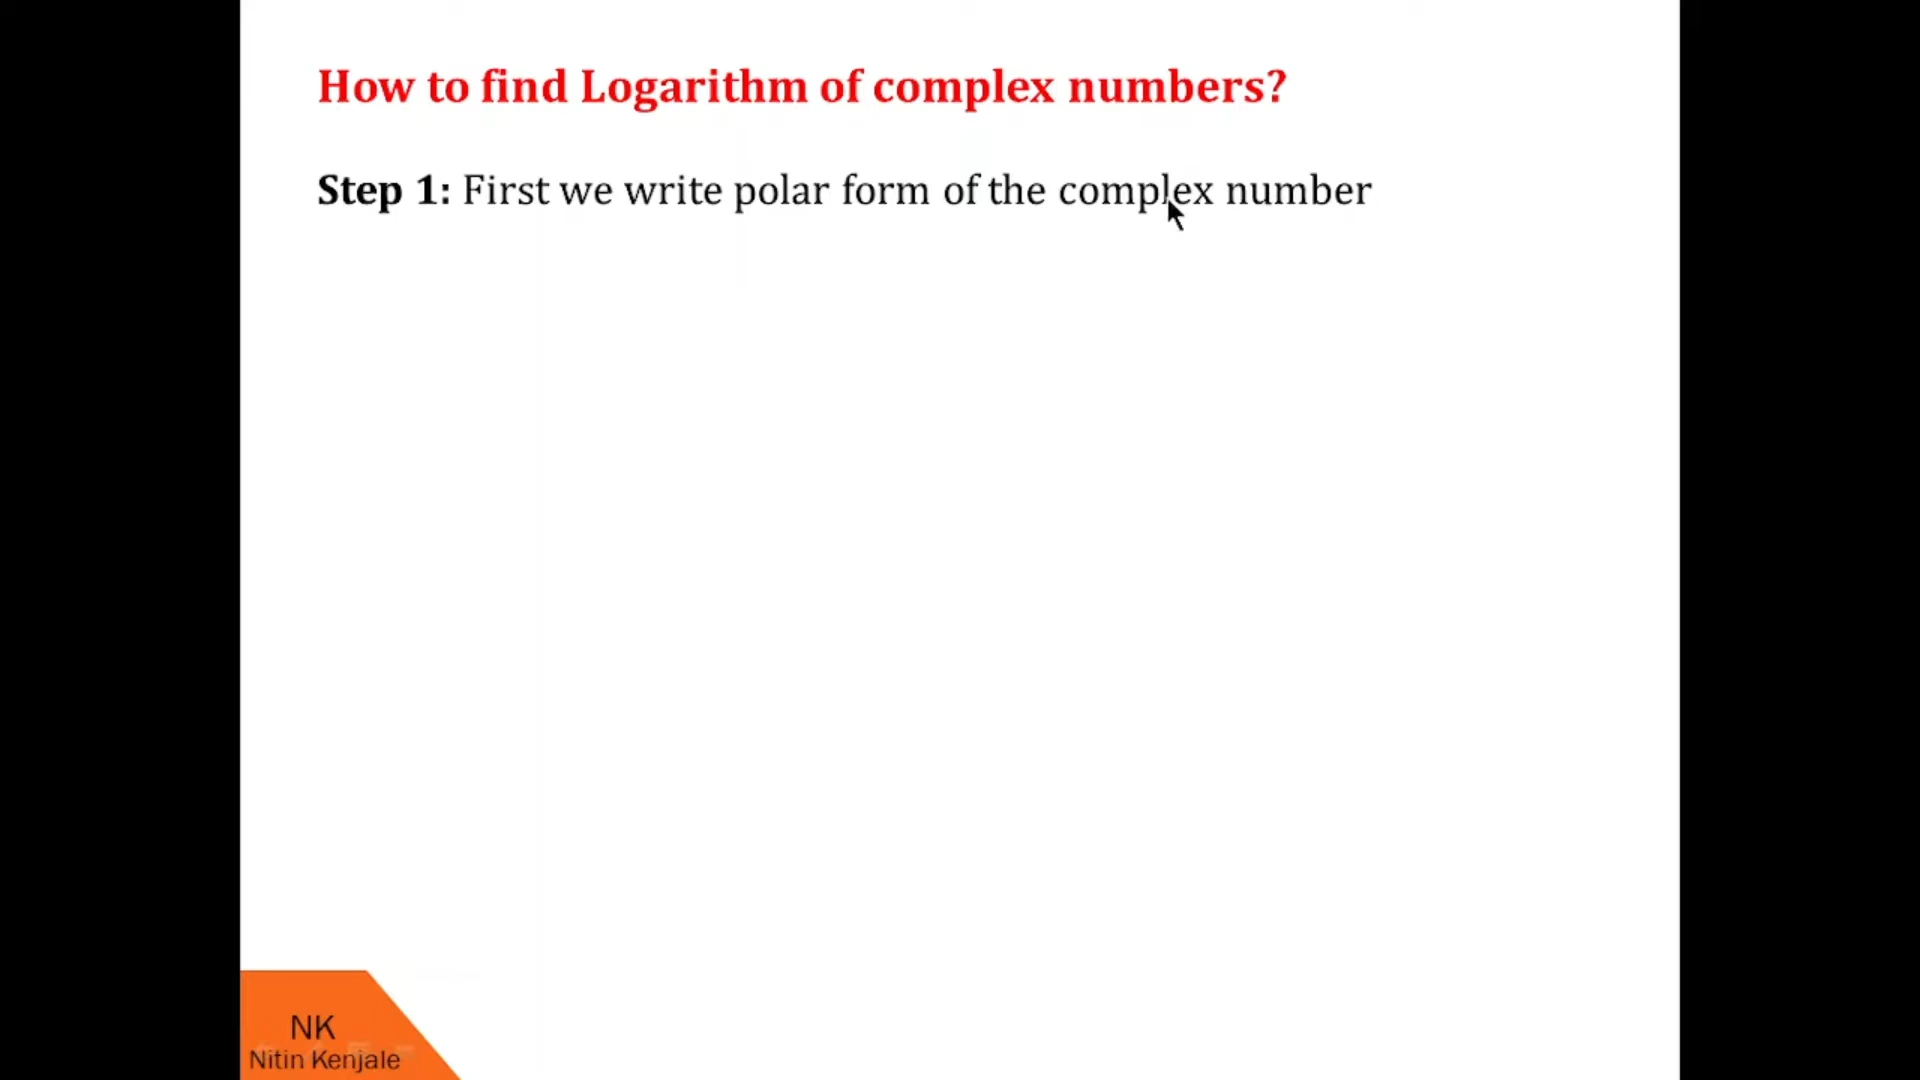 How to find Logarithm of complex numbers?
Step 1: First we write polar form of the complex number
NK
Nitin Kenjale